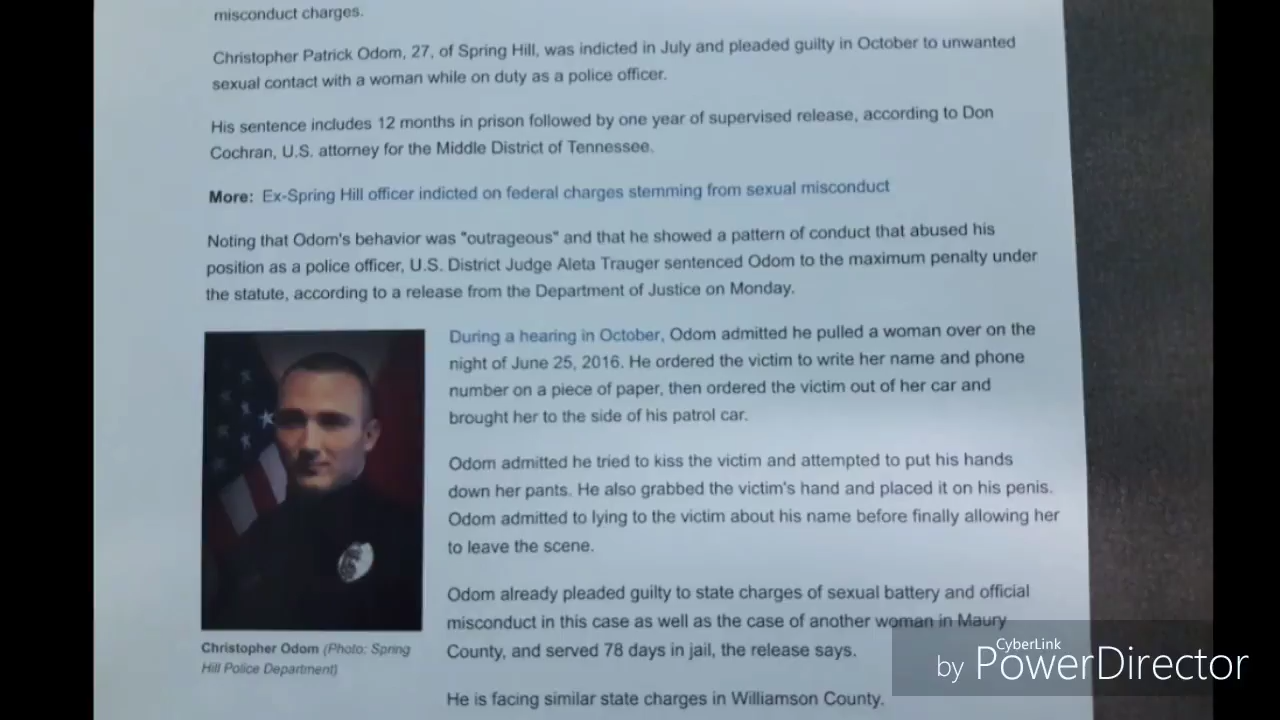 misconduct charges.
Christopher Patrick Odom, 27, of Spring Hill, was indicted in July and pleaded guilty in October to unwanted
sexual contact with a woman while on duty as a police officer.
His sentence includes 12 months in prison followed by one year of supervised release, according to Don
Cochran, U.S. attorney for the Middle District of Tennessee.
More: Ex-Spring Hill officer indicted on federal charges stemming from sexual misconduct
Noting that Odom's behavior was "outrageous" and that he showed a pattern of conduct that abused his
position as a police officer, U.S. District Judge Aleta Trauger sentenced Odom to the maximum penalty under
the statute, according to a release from the Department of Justice on Monday.
During a hearing in October, Odom admitted he pulled a woman over on the
night of June 25, 2016. He ordered the victim to write her name and phone
number on a piece of paper, then ordered the victim out of her car and
brought her to the side of his patrol car.
Odom admitted he tried to kiss the victim and attempted to put his hands
down her pants. He also grabbed the victim's hand and placed it on his penis.
Odom admitted to lying to the victim about his name before finally allowing her
to leave the scene.
Odom already pleaded guilty to state charges of sexual battery and official
misconduct in this case as well as the case of another woman in Maury
County, and served 78 days in jail, the release says.
He is facing similar state charges in Williamson County.
Christopher Odom (Photo: Spring
Hill Police Department)
CyberLink
by PowerDirector